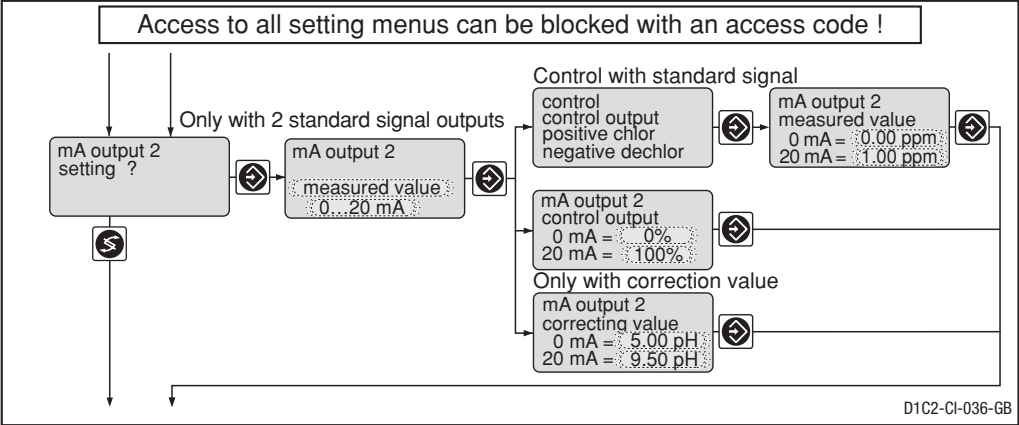 Access to all setting menus can be blocked with an access code !
Control with standard signal
Only with 2 standard signal outputs
mA output 2
setting ?
mA output 2
measured value
0...20 mA
control
control output
positive chlor
negative dechlor
mA output 2
measured value
0 mA = 0.00 ppm
20 mA = 1.00 ppm
mA output 2
control output
0 mA = 0%
20 mA = 100%
Only with correction value
mA output 2
correcting value
0 mA = 5.00 pH
20 mA = 9.50 pH
D1C2-CI-036-GB